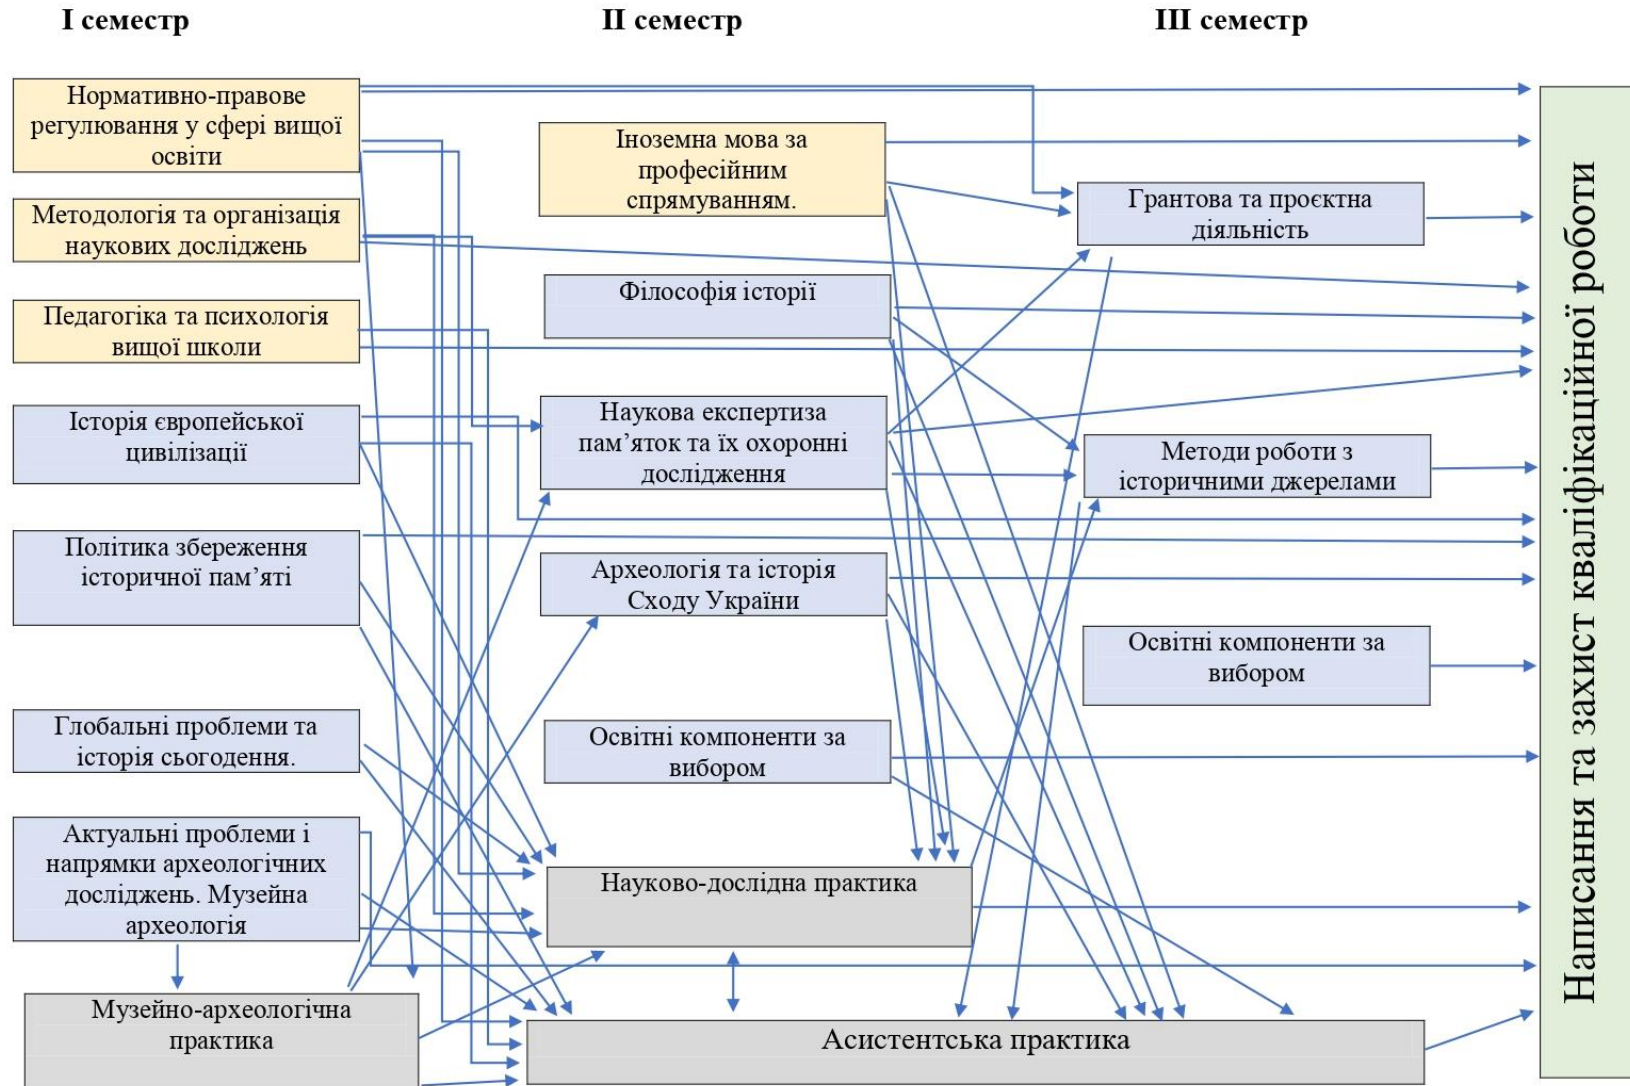 I семестр
II семестр
III семестр
Нормативно-правове
регулювання у сфері вищої
освіти
Методологія та організація
наукових досліджень
Педагогіка та психологія
вищої школи
Історія європейської
цивілізації
Політика збереження
історичної пам’яті
Глобальні проблеми та
історія сьогодення.
Актуальні проблеми і
напрямки археологічних
досліджень. Музейна
археологія
Музейно-археологічна
практика
Іноземна мова за
професійним
спрямуванням.
Філософія історії
Наукова експертиза
пам’яток та їх охоронні
дослідження
Археологія та історія
Сходу України
Освітні компоненти за
вибором
Науково-дослідна практика
Асистентська практика
Грантова та проєктна
діяльність
Методи роботи з
історичними джерелами
Освітні компоненти за
вибором
Написання та захист кваліфікаційної роботи